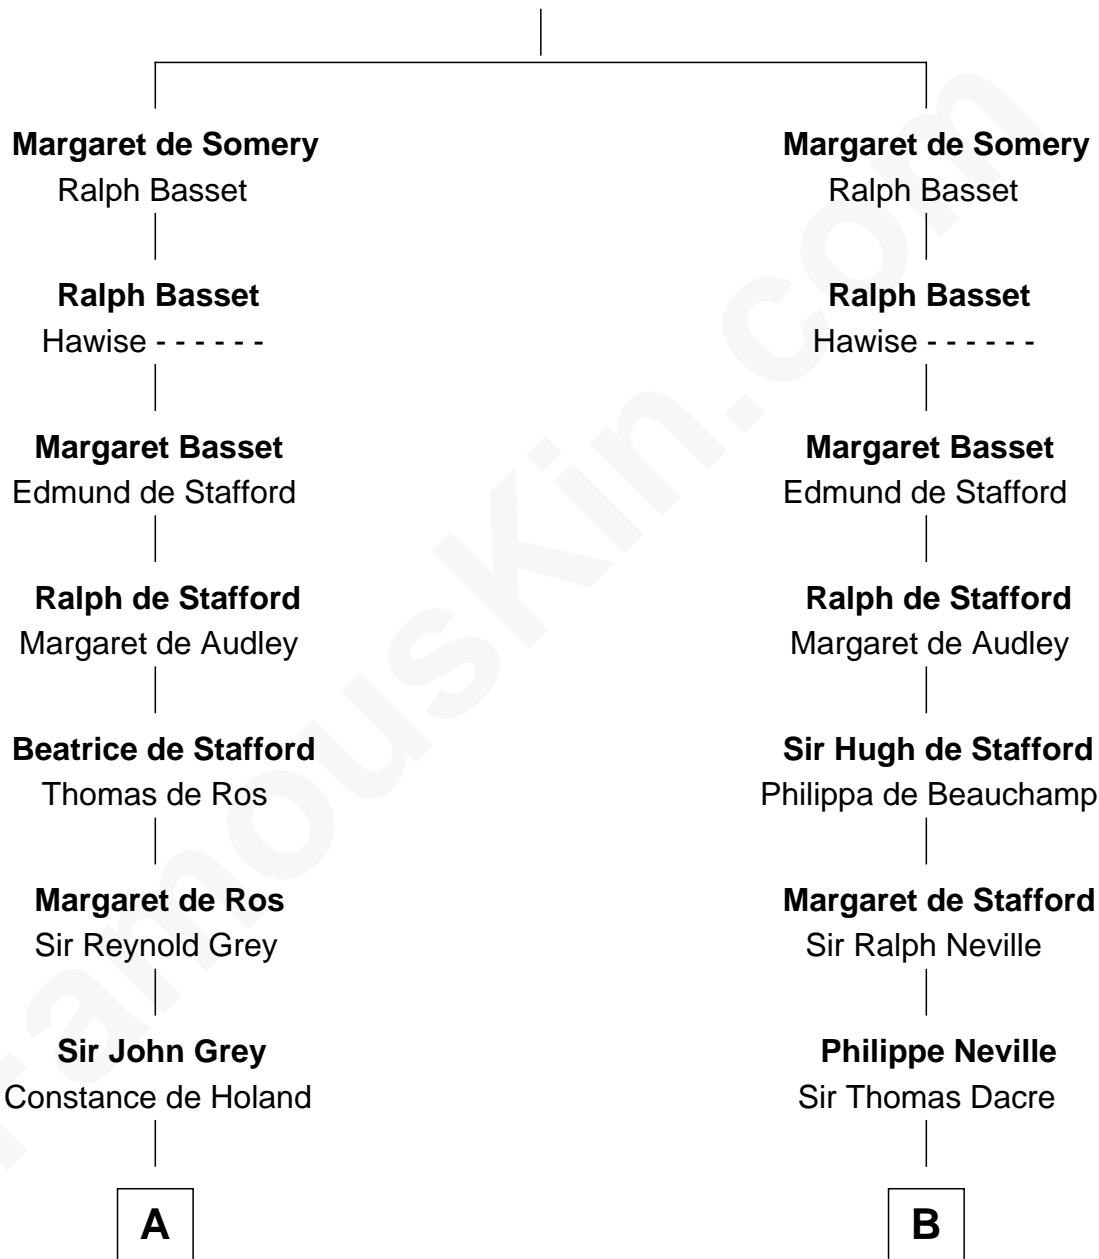 Margaret de Somery
Ralph Basset
Ralph Basset
Hawise - - - - - -
Margaret Basset
Edmund de Stafford
Ralph de Stafford
Margaret de Audley
Beatrice de Stafford
Thomas de Ros
Margaret de Ros
Sir Reynold Grey
Sir John Grey
Constance de Holand
A
Margaret de Somery
Ralph Basset
Ralph Basset
Hawise - - - - - -
Margaret Basset
Edmund de Stafford
Ralph de Stafford
Margaret de Audley
Sir Hugh de Stafford
Philippa de Beauchamp
Margaret de Stafford
Sir Ralph Neville
Philippe Neville
Sir Thomas Dacre
B
FamousKin.com